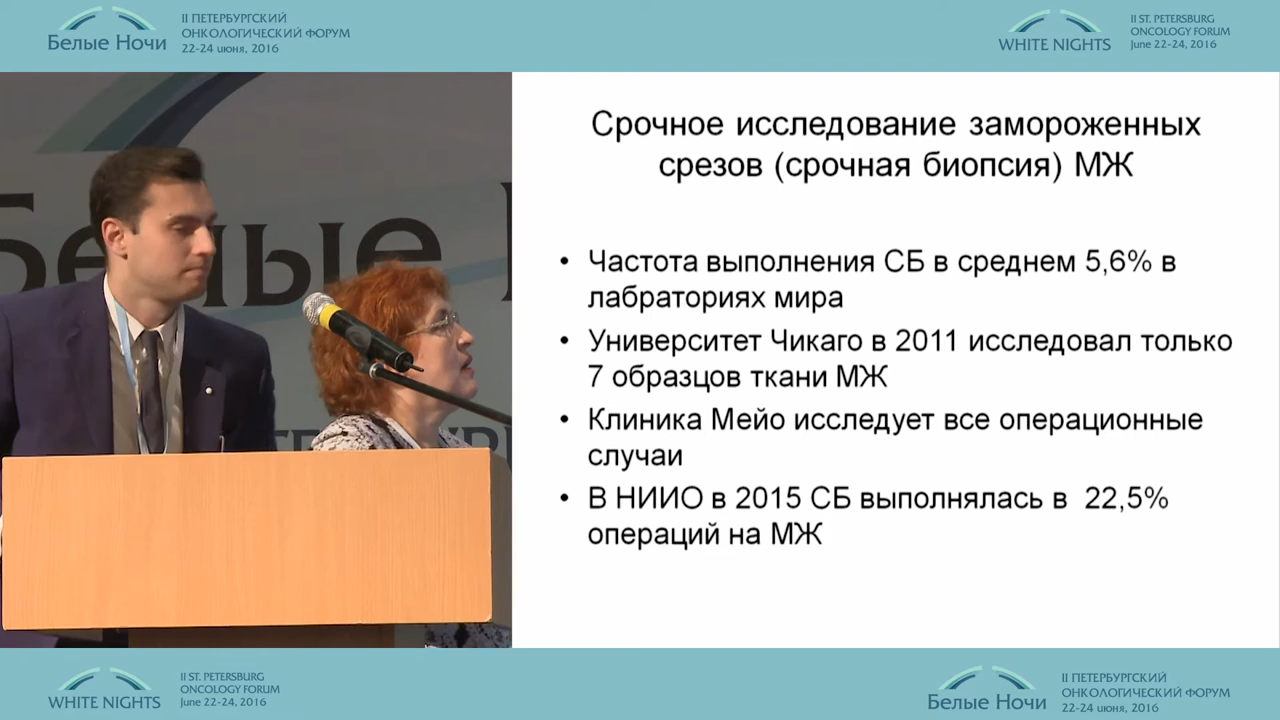 Белые Ночи
II ПЕТЕРБУРГСКИЙ
ОНКОЛОГИЧЕСКИЙ ФОРУМ
22-24 июня, 2016
WHITE NIGHTS
II ST. PETERSBURG
ONCOLOGY FORUM
June 22-24, 2016
Белые
Срочное исследование замороженных
срезов (срочная биопсия) МЖ
• Частота выполнения СБ в среднем 5,6% в
лабраториях мира
• Университет Чикаго в 2011 исследовал только
7 образцов ткани МЖ
• Клиника Мейо исследует все операционные
случаи
• В НИИО в 2015 СБ выполнялась в 22,5%
операций на МЖ
WHITE NIGHTS
II ST. PETERSBURG
ONCOLOGY FORUM
June 22-24, 2016
Белые Ночи
II ПЕТЕРБУРГСКИЙ
ОНКОЛОГИЧЕСКИЙ ФОРУМ
22-24 июня, 2016